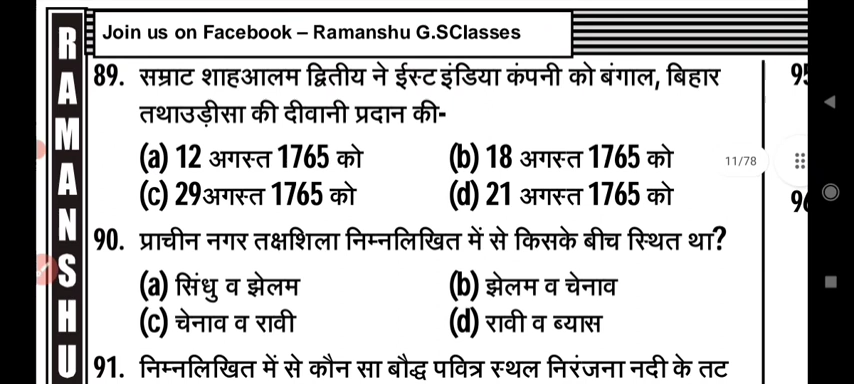 Join us on Facebook – Ramanshu G.SClasses
RAMANSHU
89. सम्राट शाहआलम द्वितीय ने ईस्टइंडिया कंपनी को बंगाल, बिहार
तथाउड़ीसा की दीवानी प्रदान की-
(a) 12 अगस्त 1765 को (b) 18 अगस्त 1765 को
(c) 29अगस्त 1765 को (d) 21 अगस्त 1765 को
90. प्राचीन नगर तक्षशिला निम्नलिखित में से किसके बीच स्थित था?
(a) सिंधु व झेलम (b) झेलम व चेनाव
(c) चेनाव व रावी (d) रावी व ब्यास
91. निम्नलिखित में से कौन सा बौद्ध पवित्र स्थल निरंजना नदी के तट
11/78